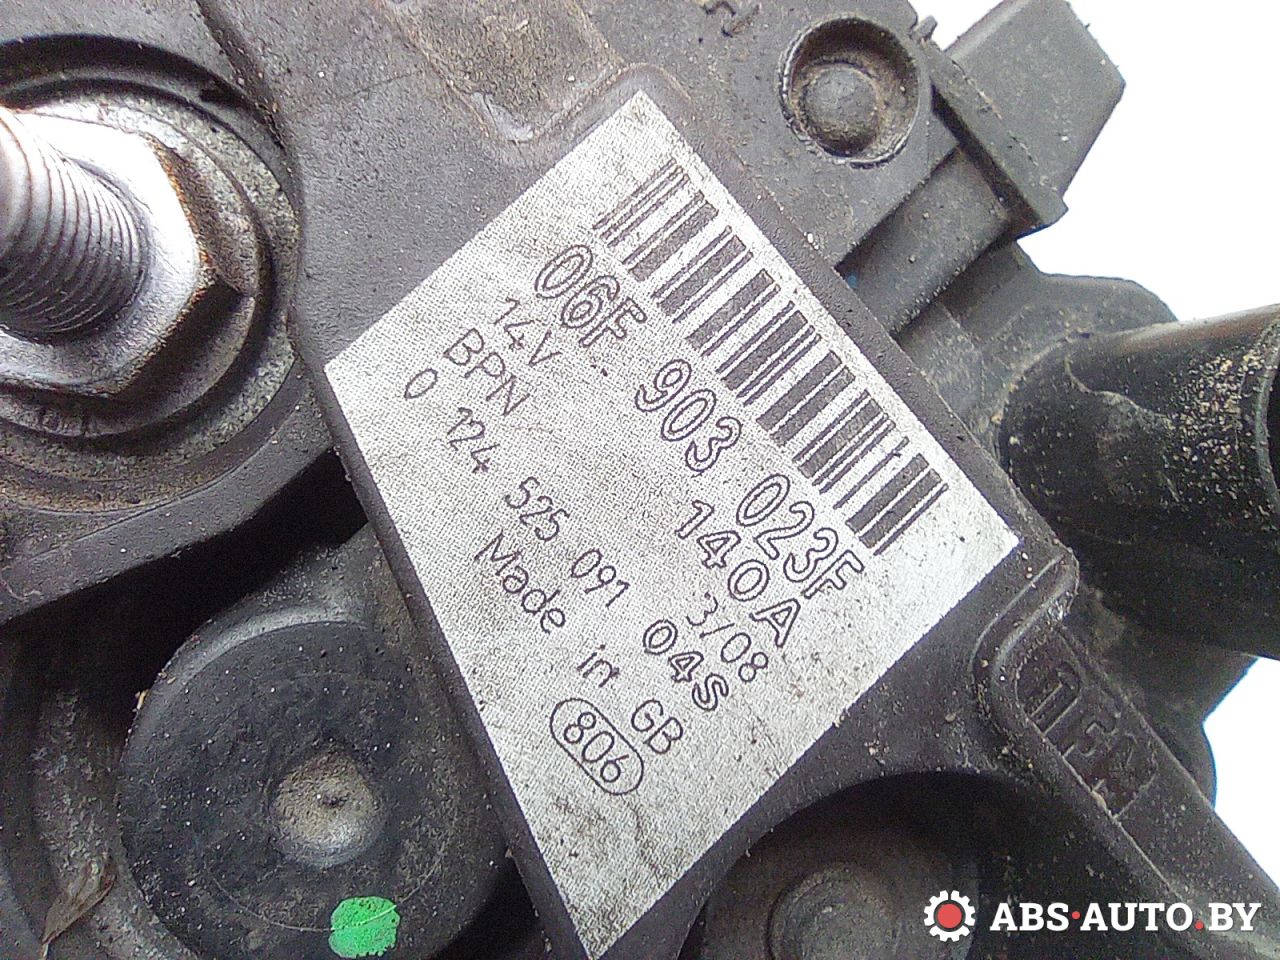 06F 903 023F
14V 140A
BPN 3/08
0 124 525 091 04S
Made in GB
806
ABS·AUTO.BY